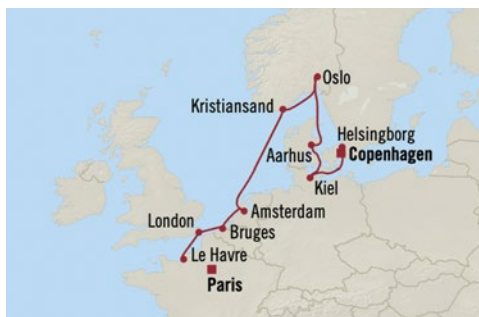 Oslo
Kristiansand
Helsingborg
Aarhus
Copenhagen
Kiel
Amsterdam
London
Bruges
Le Havre
Paris